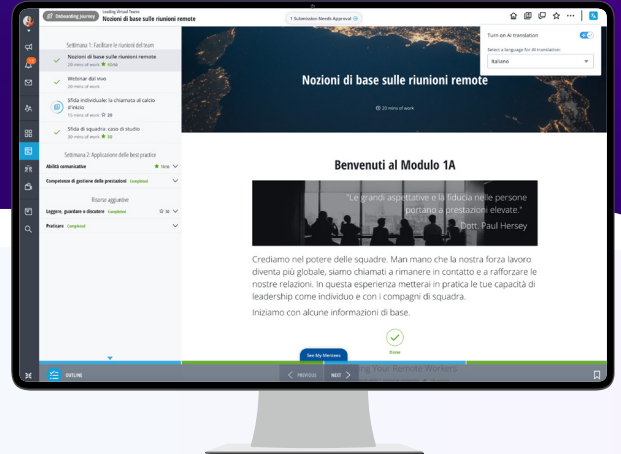 Onboarding Journey
Leading Virtual Teams
Nozioni di base sulle riunioni remote
1 Submission Needs Approval
Turn on AI translation
Select a language for AI translation:
Italiano
Settimana 1: Facilitare le riunioni del team
Nozioni di base sulle riunioni remote
20 mins of work
Webinar dal vivo
20 mins of work
Sfida individuale: la chiamata al calcio d'inizio
15 mins of work 20
Sfida di squadra: caso di studio
30 mins of work 30
Settimana 2: Applicazione delle best practice
Abilità comunicative
Competenze di gestione delle prestazioni Completed
Risorse aggiuntive
Leggere, guardare o discutere Completed 30
Praticare Completed
Nozioni di base sulle riunioni remote
20 mins of work
Benvenuti al Modulo 1A
"Le grandi aspettative e la fiducia nelle persone
portano a prestazioni elevate."
- Dott. Paul Hersey
Crediamo nel potere delle squadre. Man mano che la nostra forza lavoro
diventa più globale, siamo chiamati a rimanere in contatto e a rafforzare le
nostre relazioni. In questa esperienza metterai in pratica le tue capacità di
leadership come individuo e con i compagni di squadra.
Iniziamo con alcune informazioni di base.
Done
See My Mentees
OUTLINE
PREVIOUS
NEXT
Your Remote Workers